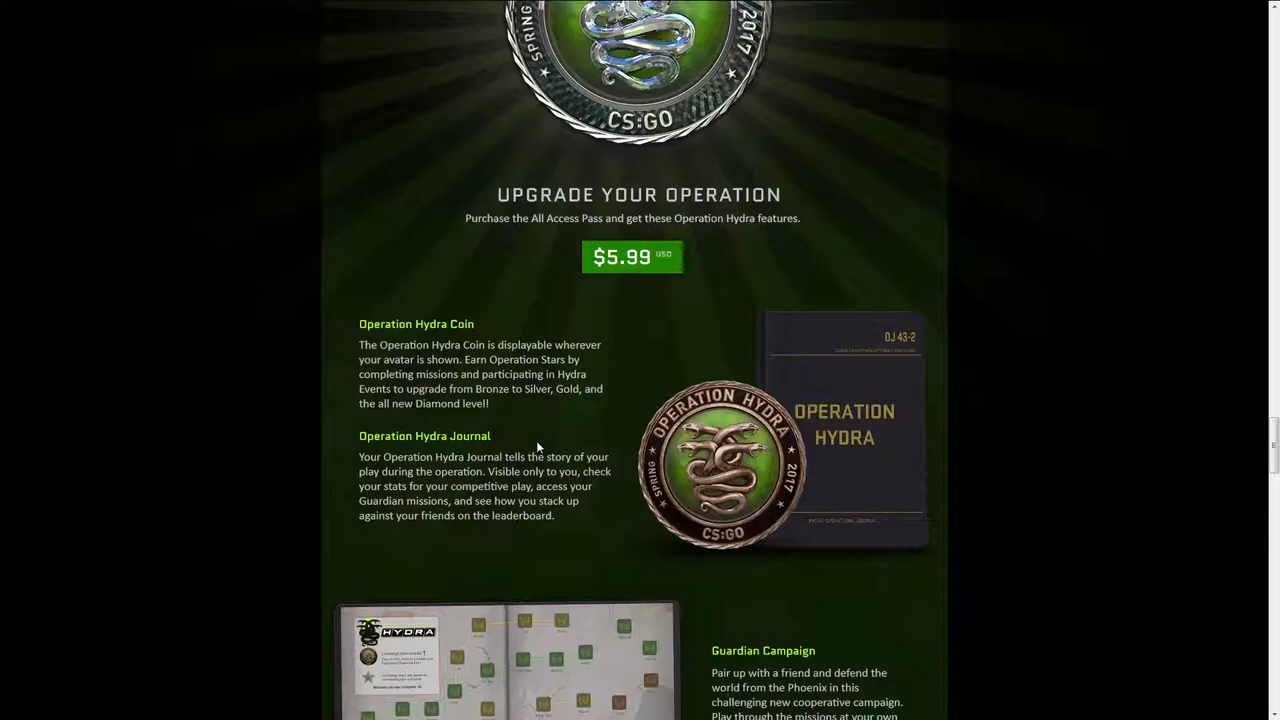 SPRING
2017
CS:GO
UPGRADE YOUR OPERATION
Purchase the All Access Pass and get these Operation Hydra features.
$5.99 USD
Operation Hydra Coin
The Operation Hydra Coin is displayable wherever
your avatar is shown. Earn Operation Stars by
completing missions and participating in Hydra
Events to upgrade from Bronze to Silver, Gold, and
the all new Diamond level!
Operation Hydra Journal
Your Operation Hydra Journal tells the story of your
play during the operation. Visible only to you, check
your stats for your competitive play, access your
Guardian missions, and see how you stack up
against your friends on the leaderboard.
OJ 43-2
OPERATION
HYDRA
OPERATION HYDRA
SPRING
2017
CS:GO
HYDRA
Guardian Campaign
Pair up with a friend and defend the
world from the Phoenix in this
challenging new cooperative campaign.
Play through the missions at your own